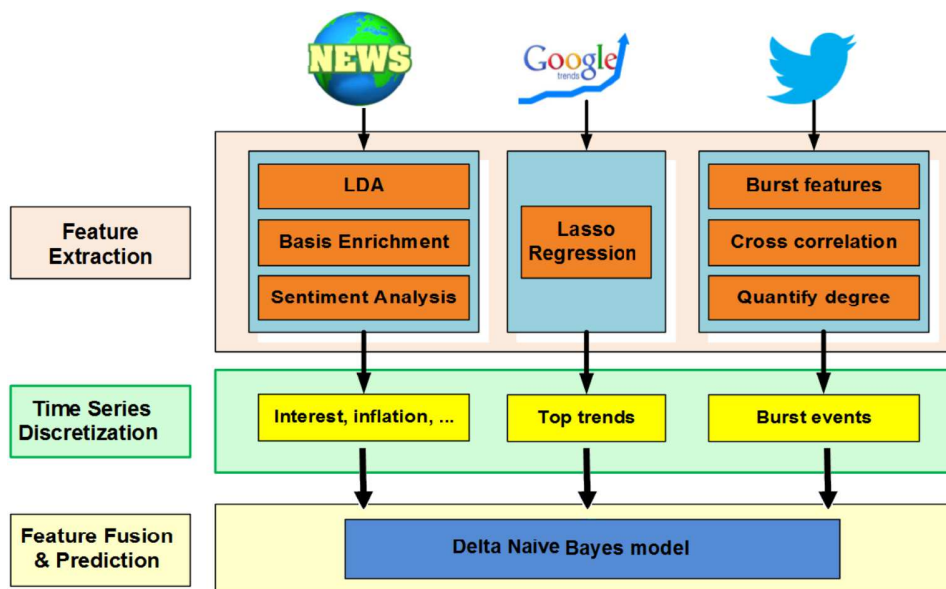 NEWS
Google
trends
Feature
Extraction
LDA
Basis Enrichment
Sentiment Analysis
Lasso
Regression
Burst features
Cross correlation
Quantify degree
Time Series
Discretization
Interest, inflation, ...
Top trends
Burst events
Feature Fusion
& Prediction
Delta Naive Bayes model